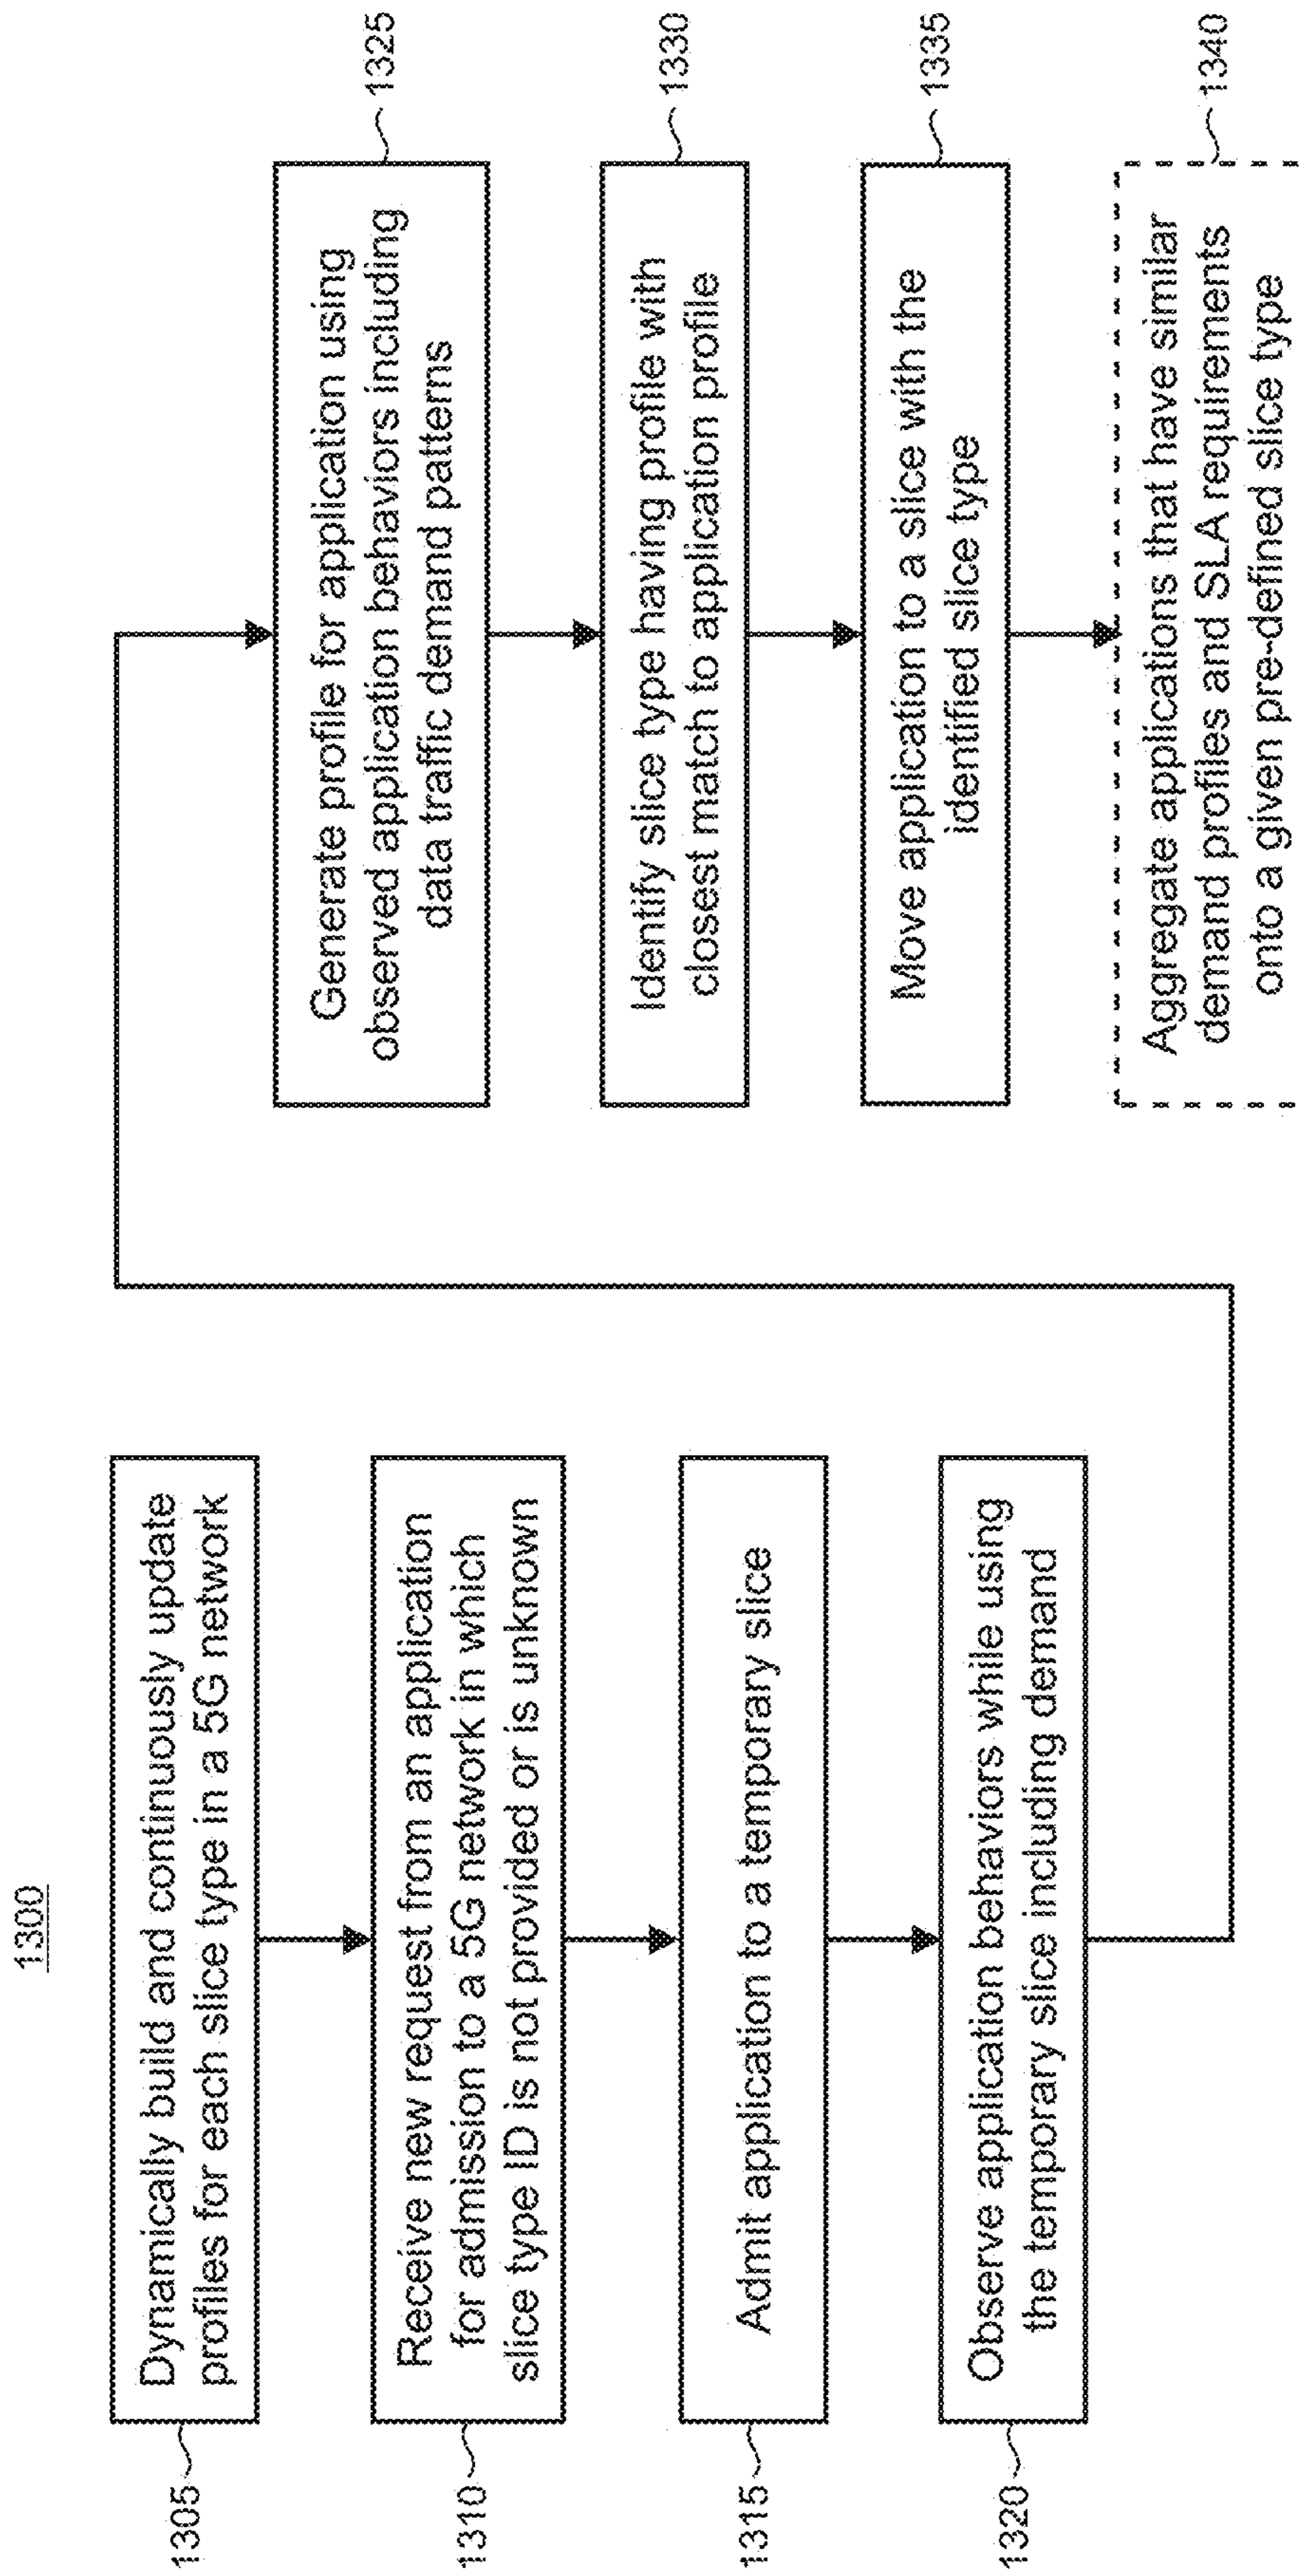 1300
1305
Dynamically build and continuously update
profiles for each slice type in a 5G network
1310
Receive new request from an application
for admission to a 5G network in which
slice type ID is not provided or is unknown
1315
Admit application to a temporary slice
1320
Observe application behaviors while using
the temporary slice including demand
1325
Generate profile for application using
observed application behaviors including
data traffic demand patterns
1330
Identify slice type having profile with
closest match to application profile
1335
Move application to a slice with the
identified slice type
1340
Aggregate applications that have similar
demand profiles and SLA requirements
onto a given pre-defined slice type